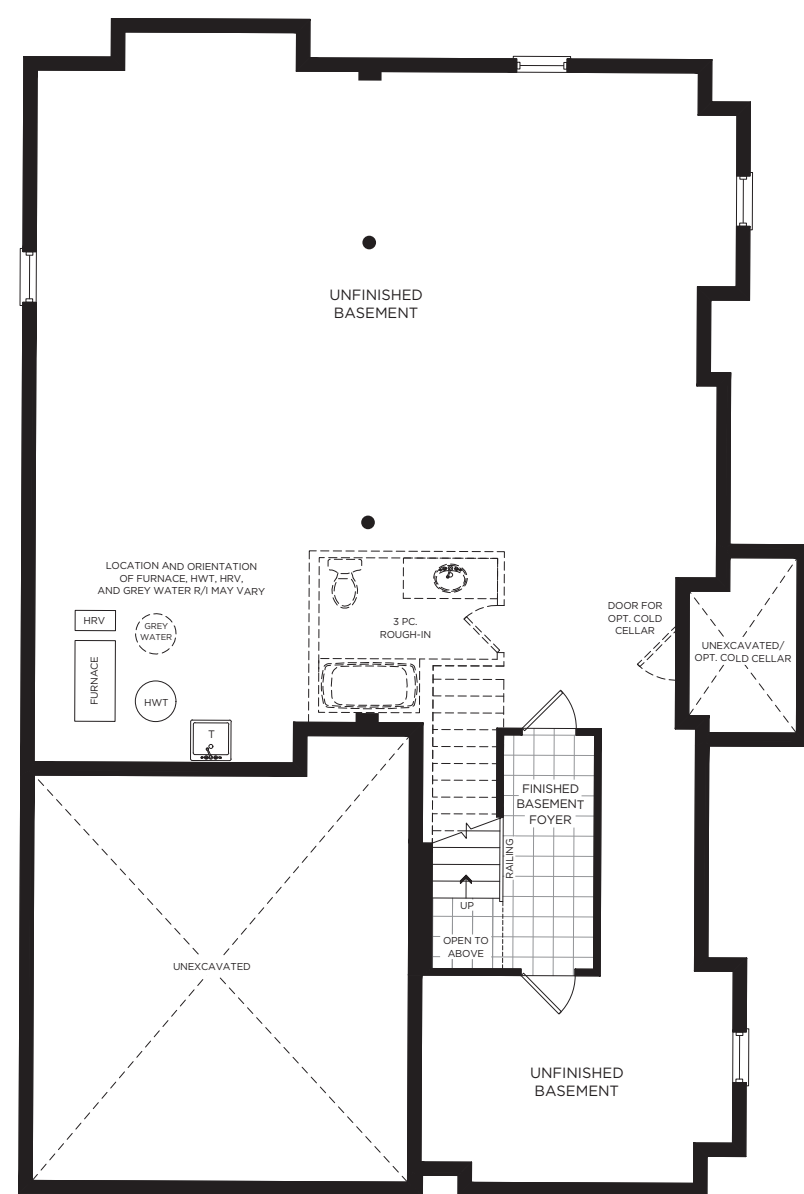 UNFINISHED
BASEMENT
LOCATION AND ORIENTATION
OF FURNACE, HWT, HRV,
AND GREY WATER R/I MAY VARY
HRV
GREY
WATER
FURNACE
HWT
T
3 PC.
ROUGH-IN
DOOR FOR
OPT. COLD
CELLAR
UNEXCAVATED/
OPT. COLD CELLAR
FINISHED
BASEMENT
FOYER
RAILING
UP
OPEN TO
ABOVE
UNEXCAVATED
UNFINISHED
BASEMENT